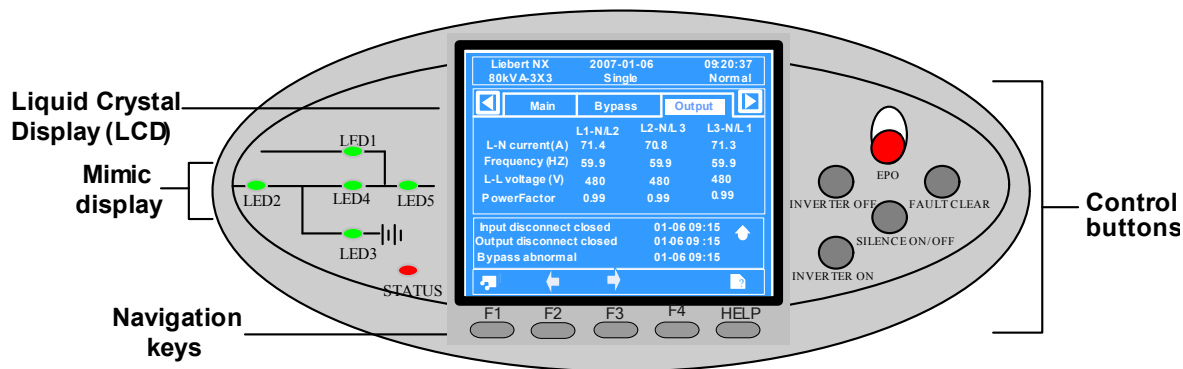 Liquid Crystal
Display (LCD)
Mimic
display
Navigation
keys
LED1
LED2
LED4
LED5
LED3
STATUS
Liebert NX 2007-01-06 09:20:37
80kVA-3X3 Single Normal
Main Bypass Output
L1-N/L2 L2-N/L3 L3-N/L1
L-N current(A) 71.4 70.8 71.3
Frequency (HZ) 59.9 59.9 59.9
L-L voltage (V) 480 480 480
PowerFactor 0.99 0.99 0.99
Input disconnect closed 01-06 09:15
Output disconnect closed 01-06 09:15
Bypass abnormal 01-06 09:15
?
F1 F2 F3 F4 HELP
EPO
INVERTER OFF FAULT CLEAR
SILENCE ON/OFF
INVERTER ON
Control
buttons